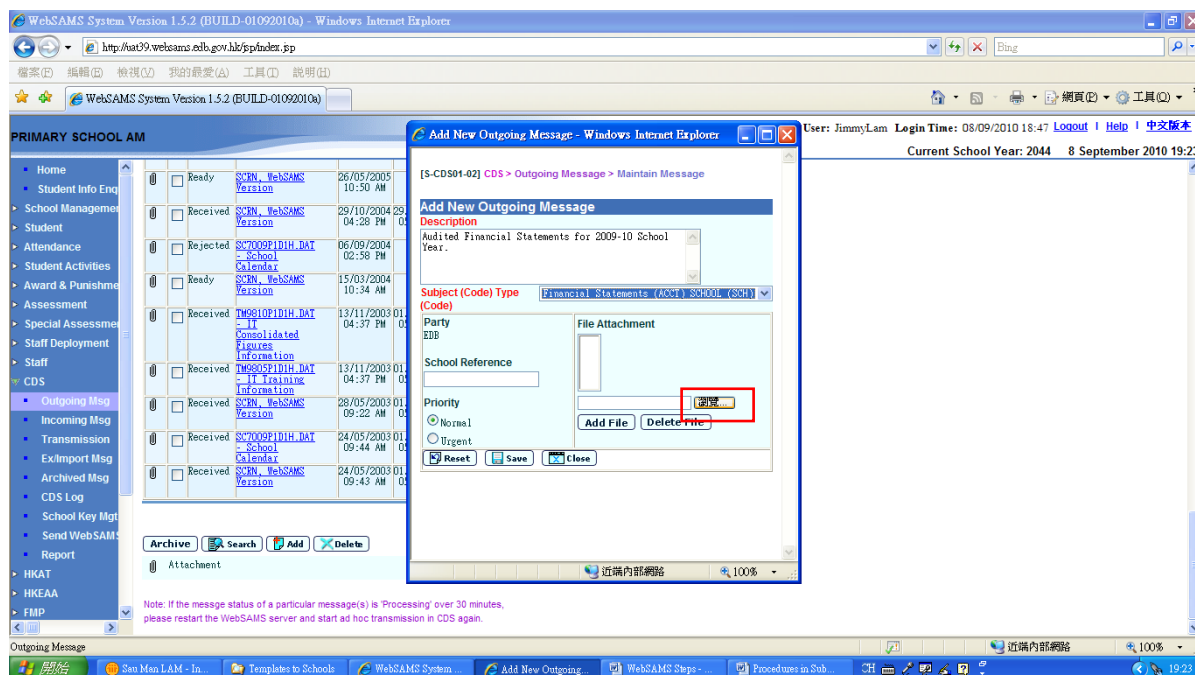 WebSAMS System Version 1.5.2 (BUILD-01092010a) - Windows Internet Explorer
http://uat39.websams.edb.gov.hk/jsp/index.jsp
Bing
檔案(F) 編輯(E) 檢視(V) 我的最愛(A) 工具(T) 說明(H)
WebSAMS System Version 1.5.2 (BUILD-01092010a)
網頁(P) 工具(O)
PRIMARY SCHOOL AM
User: JimmyLam Login Time: 08/09/2010 18:47 Logout | Help | 中文版本
Current School Year: 2044 8 September 2010 19:23
Home
Student Info Enq
School Managemen
Student
Attendance
Student Activities
Award & Punishme
Assessment
Special Assessmen
Staff Deployment
Staff
CDS
Outgoing Msg
Incoming Msg
Transmission
Ex/Import Msg
Archived Msg
CDS Log
School Key Mgt
Send WebSAMS
Report
HKAT
HKEAA
FMP
Ready SCRN, WebSAMS Version 26/05/2005 10:50 AM
Received SCRN, WebSAMS Version 29/10/2004 04:28 PM
Rejected SC7009P1D1H.DAT - School Calendar 06/09/2004 02:58 PM
Ready SCRN, WebSAMS Version 15/03/2004 10:34 AM
Received TM9810P1D1H.DAT - IT Consolidated Figures Information 13/11/2003 04:37 PM
Received TM9805P1D1H.DAT - IT Training Information 13/11/2003 04:37 PM
Received SCRN, WebSAMS Version 28/05/2003 09:22 AM
Received SC7009P1D1H.DAT - School Calendar 24/05/2003 09:44 AM
Received SCRN, WebSAMS Version 24/05/2003 09:43 AM
Archive Search Add Delete
Attachment
Note: If the messge status of a particular message(s) is 'Processing' over 30 minutes,
please restart the WebSAMS server and start ad hoc transmission in CDS again.
Add New Outgoing Message - Windows Internet Explorer
[S-CDS01-02] CDS > Outgoing Message > Maintain Message
Add New Outgoing Message
Description
Audited Financial Statements for 2009-10 School
Year.
Subject (Code) Type Financial Statements (ACCT) SCHOOL (SCH)
(Code)
Party File Attachment
EDB
School Reference
瀏覽...
Priority
Normal Add File Delete File
Urgent
Reset Save Close
近端內部網路 100%
Outgoing Message 近端內部網路 100%
開始 Sau Man LAM - In... Templates to Schools WebSAMS System ... Add New Outgoing... WebSAMS Steps - ... Procedures in Sub... CH 19:23